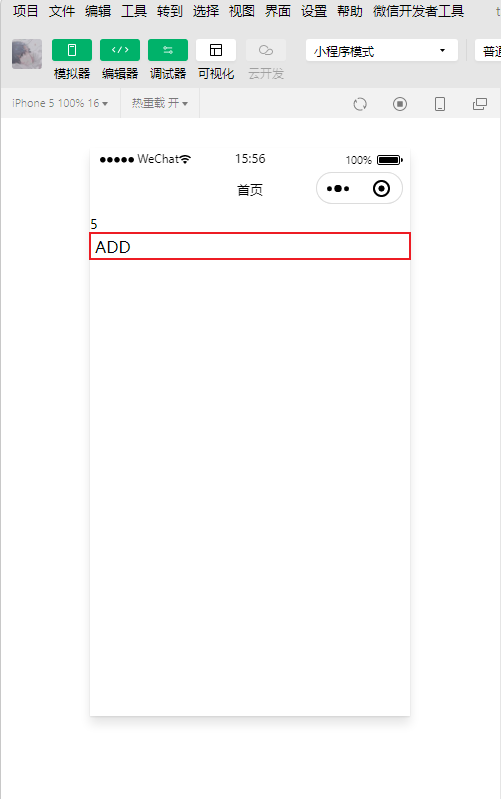 项目 文件 编辑 工具 转到 选择 视图 界面 设置 帮助 微信开发者工具 t
小程序模式 普通
模拟器 编辑器 调试器 可视化 云开发
iPhone 5 100% 16 热重载 开
WeChat 15:56 100%
首页
5
ADD